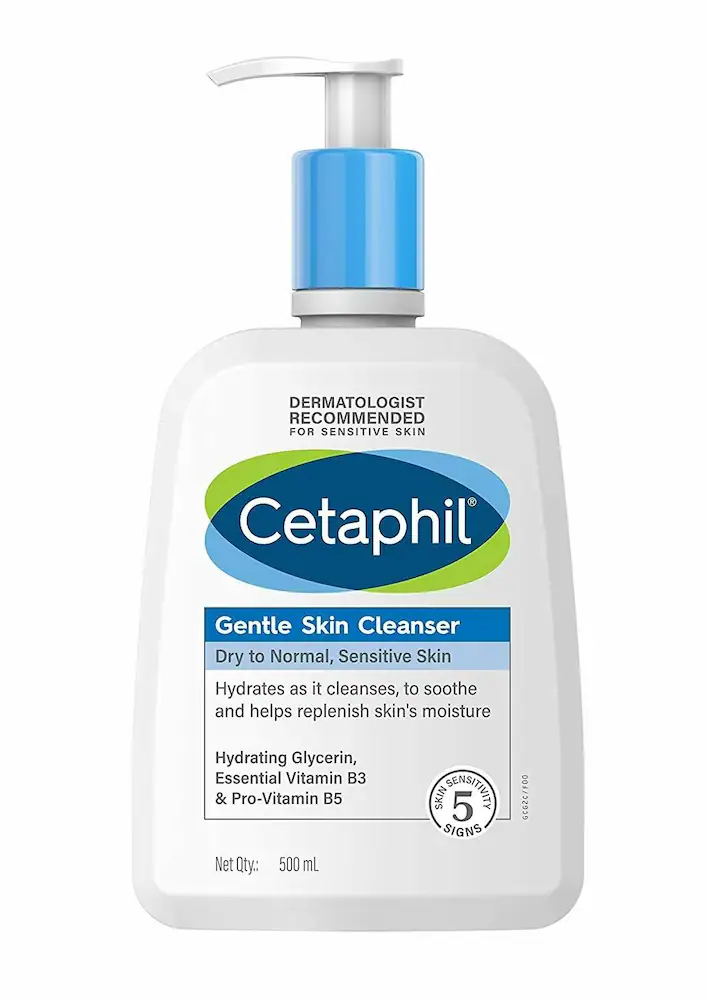 DERMATOLOGIST
RECOMMENDED
FOR SENSITIVE SKIN
Cetaphil®
Gentle Skin Cleanser
Dry to Normal, Sensitive Skin
Hydrates as it cleanses, to soothe
and helps replenish skin's moisture
Hydrating Glycerin,
Essential Vitamin B3
& Pro-Vitamin B5
SKIN SENSITIVITY
5
SIGNS
Net Qty.: 500 mL